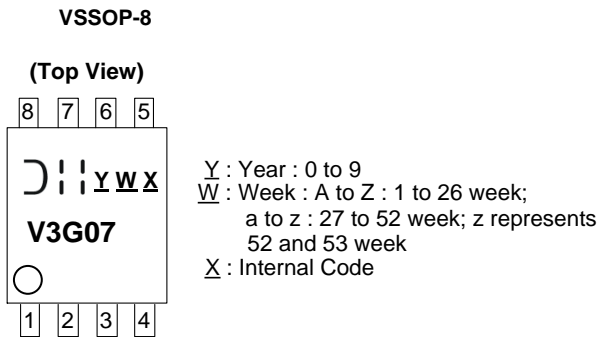 VSSOP-8
(Top View)
8 7 6 5
Y W X
V3G07
1 2 3 4
Y : Year : 0 to 9
W : Week : A to Z : 1 to 26 week;
a to z : 27 to 52 week; z represents
52 and 53 week
X : Internal Code